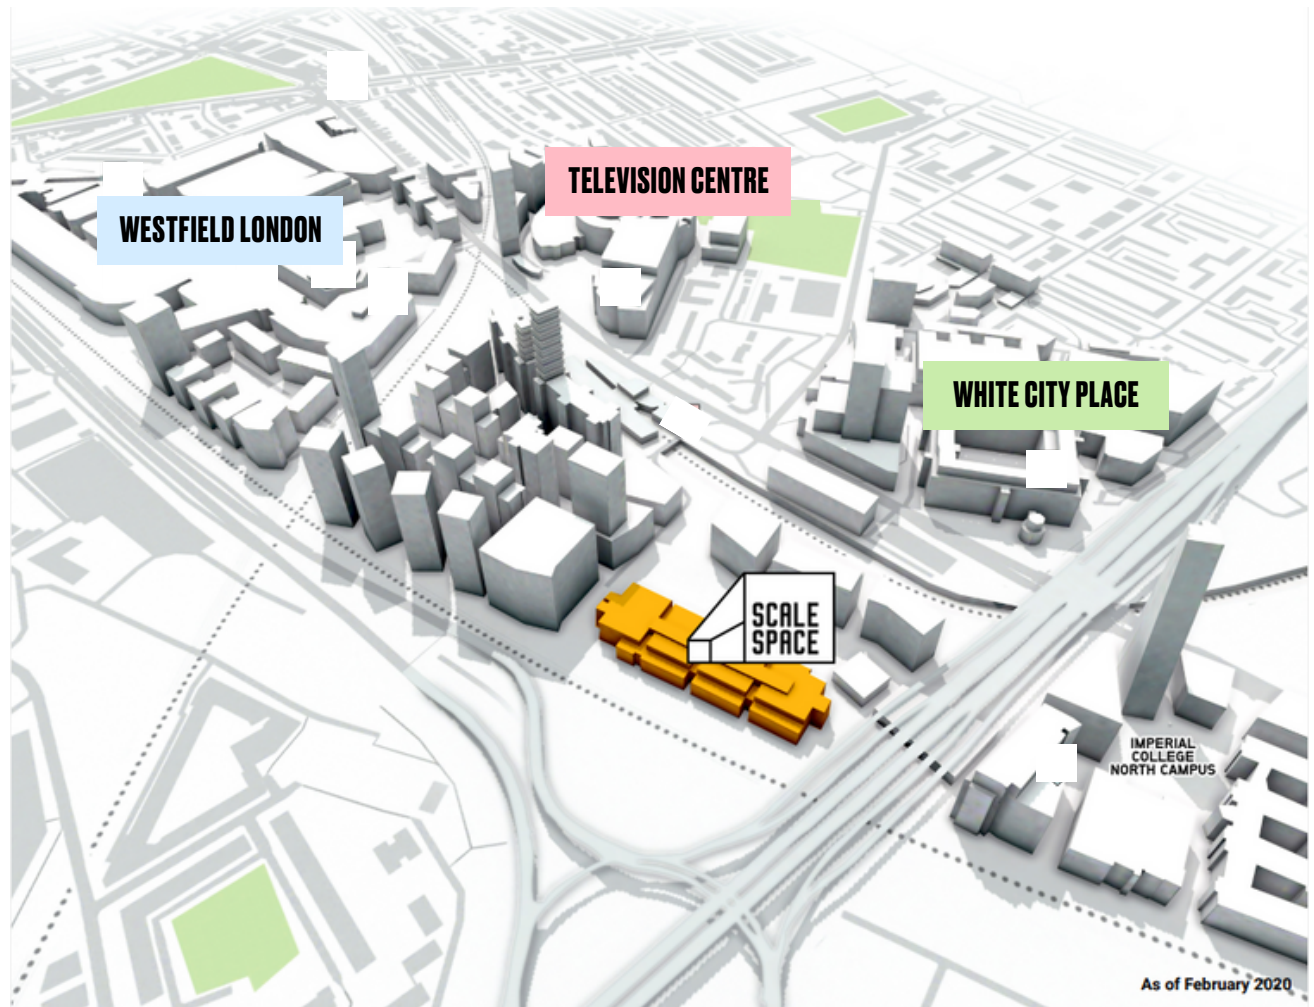 TELEVISION CENTRE
WESTFIELD LONDON
WHITE CITY PLACE
SCALE
SPACE
IMPERIAL
COLLEGE
NORTH CAMPUS
As of February 2020